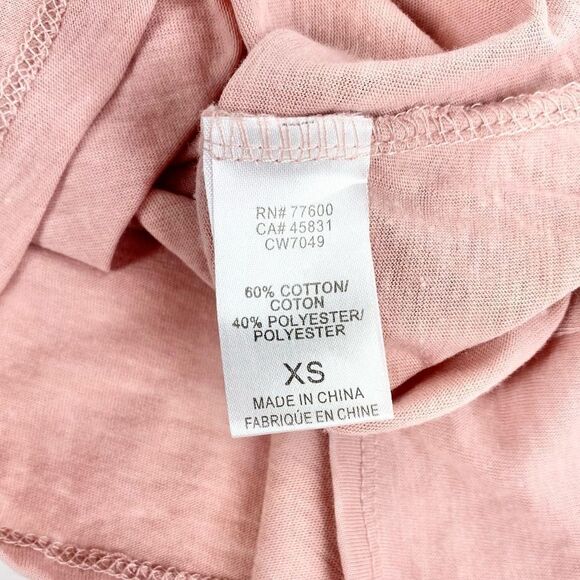 RN# 77600
CA# 45831
CW7049
60% COTTON/
COTON
40% POLYESTER/
POLYESTER
XS
MADE IN CHINA
FABRIQUÉ EN CHINE